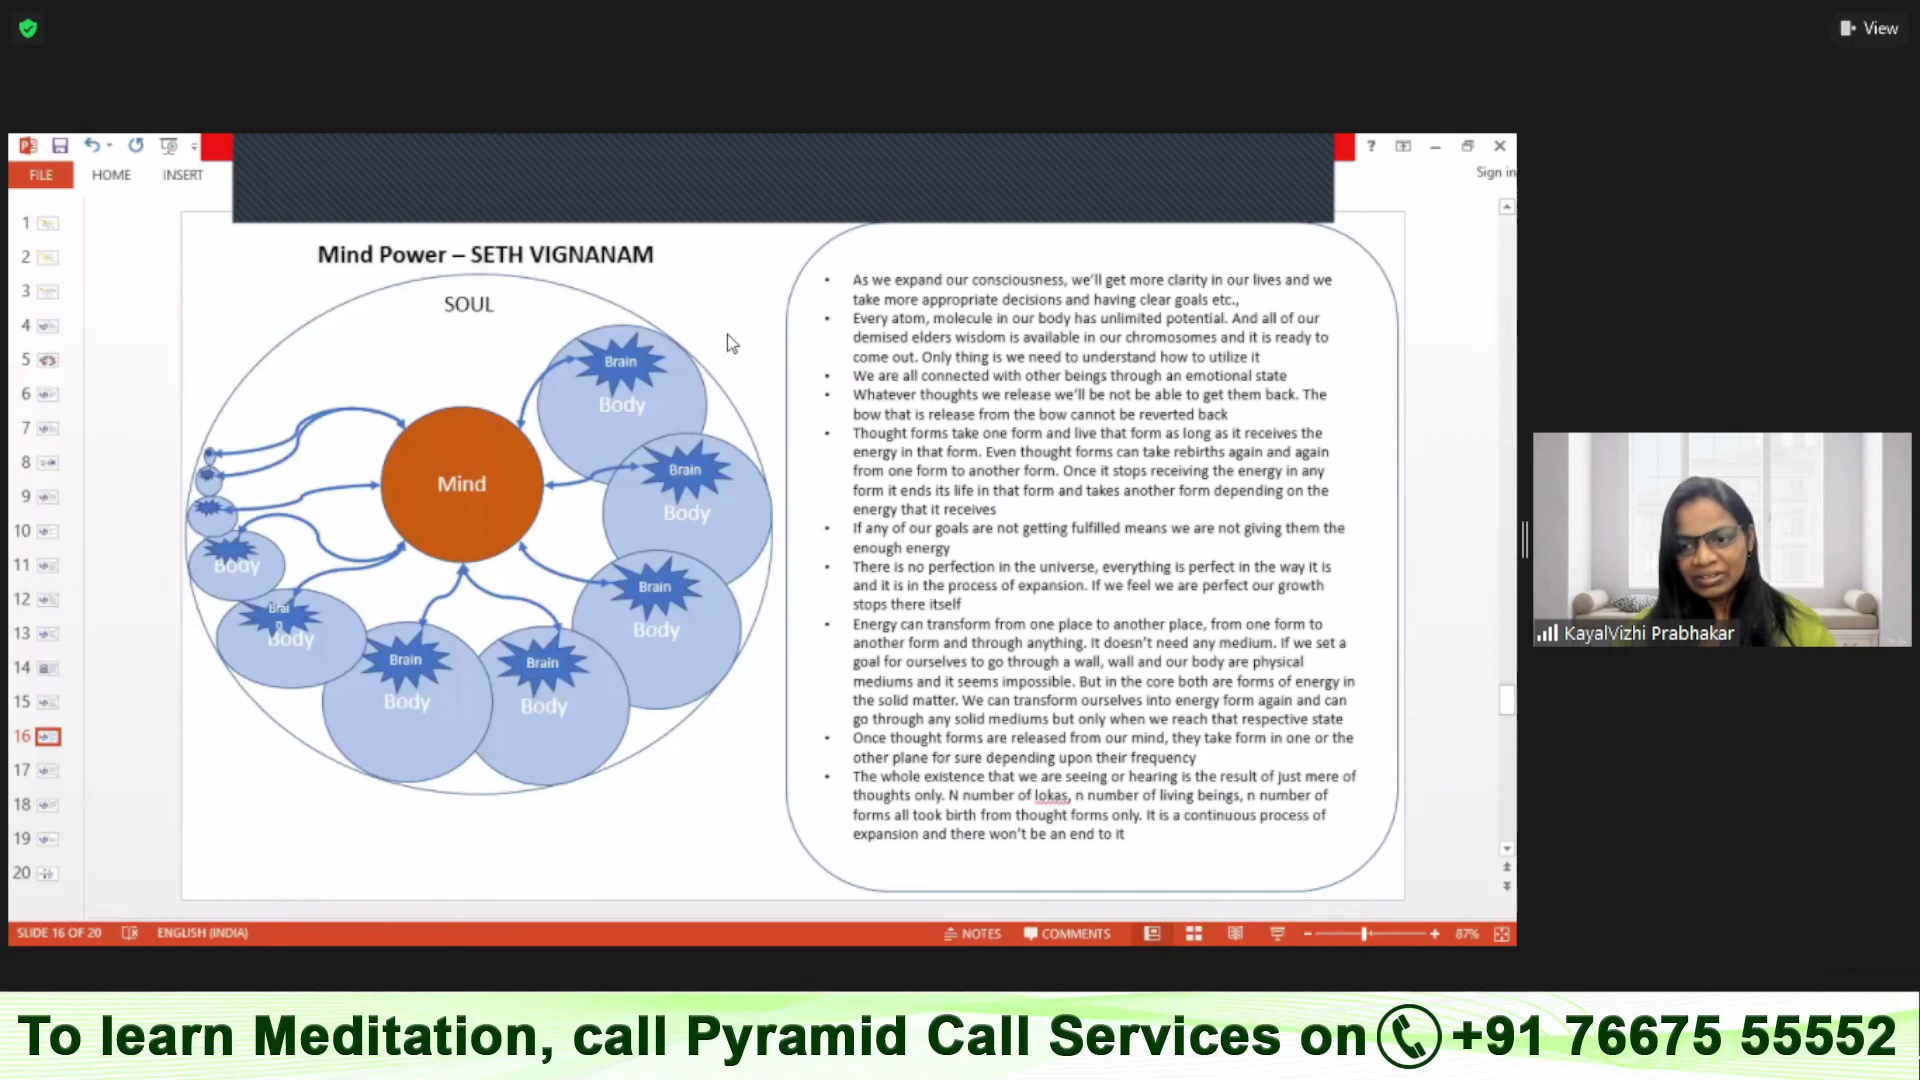 View
FILE
HOME
INSERT
?
Sign in
1
2
3
4
5
6
7
8
9
10
11
12
13
14
15
16
17
18
19
20
Mind Power – SETH VIGNANAM
SOUL
Brain
Body
Brain
Body
Mind
Brain
Body
Body
Brai
n
Body
Brain
Body
Brain
Body
• As we expand our consciousness, we'll get more clarity in our lives and we
take more appropriate decisions and having clear goals etc.,
• Every atom, molecule in our body has unlimited potential. And all of our
demised elders wisdom is available in our chromosomes and it is ready to
come out. Only thing is we need to understand how to utilize it
• We are all connected with other beings through an emotional state
• Whatever thoughts we release we'll be not be able to get them back. The
bow that is release from the bow cannot be reverted back
• Thought forms take one form and live that form as long as it receives the
energy in that form. Even thought forms can take rebirths again and again
from one form to another form. Once it stops receiving the energy in any
form it ends its life in that form and takes another form depending on the
energy that it receives
• If any of our goals are not getting fulfilled means we are not giving them the
enough energy
• There is no perfection in the universe, everything is perfect in the way it is
and it is in the process of expansion. If we feel we are perfect our growth
stops there itself
• Energy can transform from one place to another place, from one form to
another form and through anything. It doesn't need any medium. If we set a
goal for ourselves to go through a wall, wall and our body are physical
mediums and it seems impossible. But in the core both are forms of energy in
the solid matter. We can transform ourselves into energy form again and can
go through any solid mediums but only when we reach that respective state
• Once thought forms are released from our mind, they take form in one or the
other plane for sure depending upon their frequency
• The whole existence that we are seeing or hearing is the result of just mere of
thoughts only. N number of lokas, n number of living beings, n number of
forms all took birth from thought forms only. It is a continuous process of
expansion and there won't be an end to it
KayalVizhi Prabhakar
SLIDE 16 OF 20
ENGLISH (INDIA)
NOTES
COMMENTS
87%
To learn Meditation, call Pyramid Call Services on +91 76675 55552